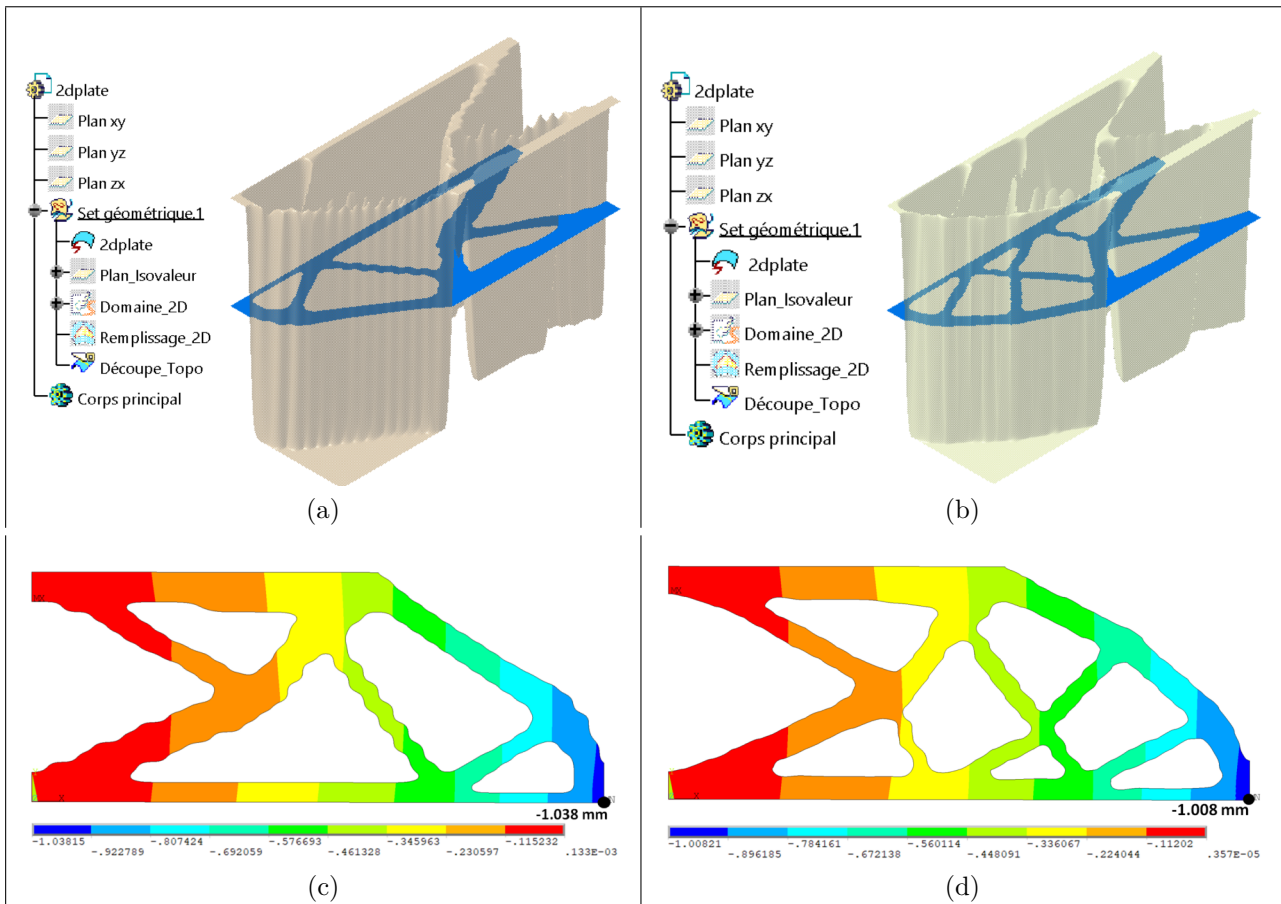 2dplate
Plan xy
Plan yz
Plan zx
Set géométrique.1
2dplate
Plan_Isovaleur
Domaine_2D
Remplissage_2D
Découpe_Topo
Corps principal
(a)
2dplate
Plan xy
Plan yz
Plan zx
Set géométrique.1
2dplate
Plan_Isovaleur
Domaine_2D
Remplissage_2D
Découpe_Topo
Corps principal
(b)
MX
X
-1.038 mm
-1.03815 -.807424 -.576693 -.345963 -.115232
-.922789 -.692059 -.461328 -.230597 .133E-03
(c)
MX
X
-1.008 mm
-1.00821 -.784161 -.560114 -.336067 -.11202
-.896185 -.672138 -.448091 -.224044 .357E-05
(d)